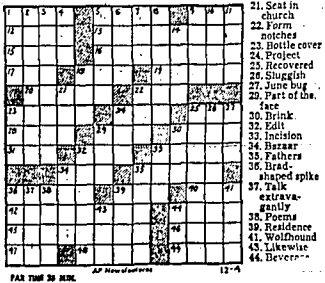 21. Seat in
church
22. Form
notches
23. Bottle cover
24. Project
25. Recovered
26. Sluggish
27. June bug
29. Part of the
face
30. Brink
32. Edit
33. Incision
34. Bazaar
35. Fathers
36. Brad-
shaped spike
37. Talk
extrava-
gantly
38. Poems
39. Residence
41. Wolfhound
43. Likewise
44. Beverage
PAR TIME 25 MIN.
AP Newsfeatures
12-4